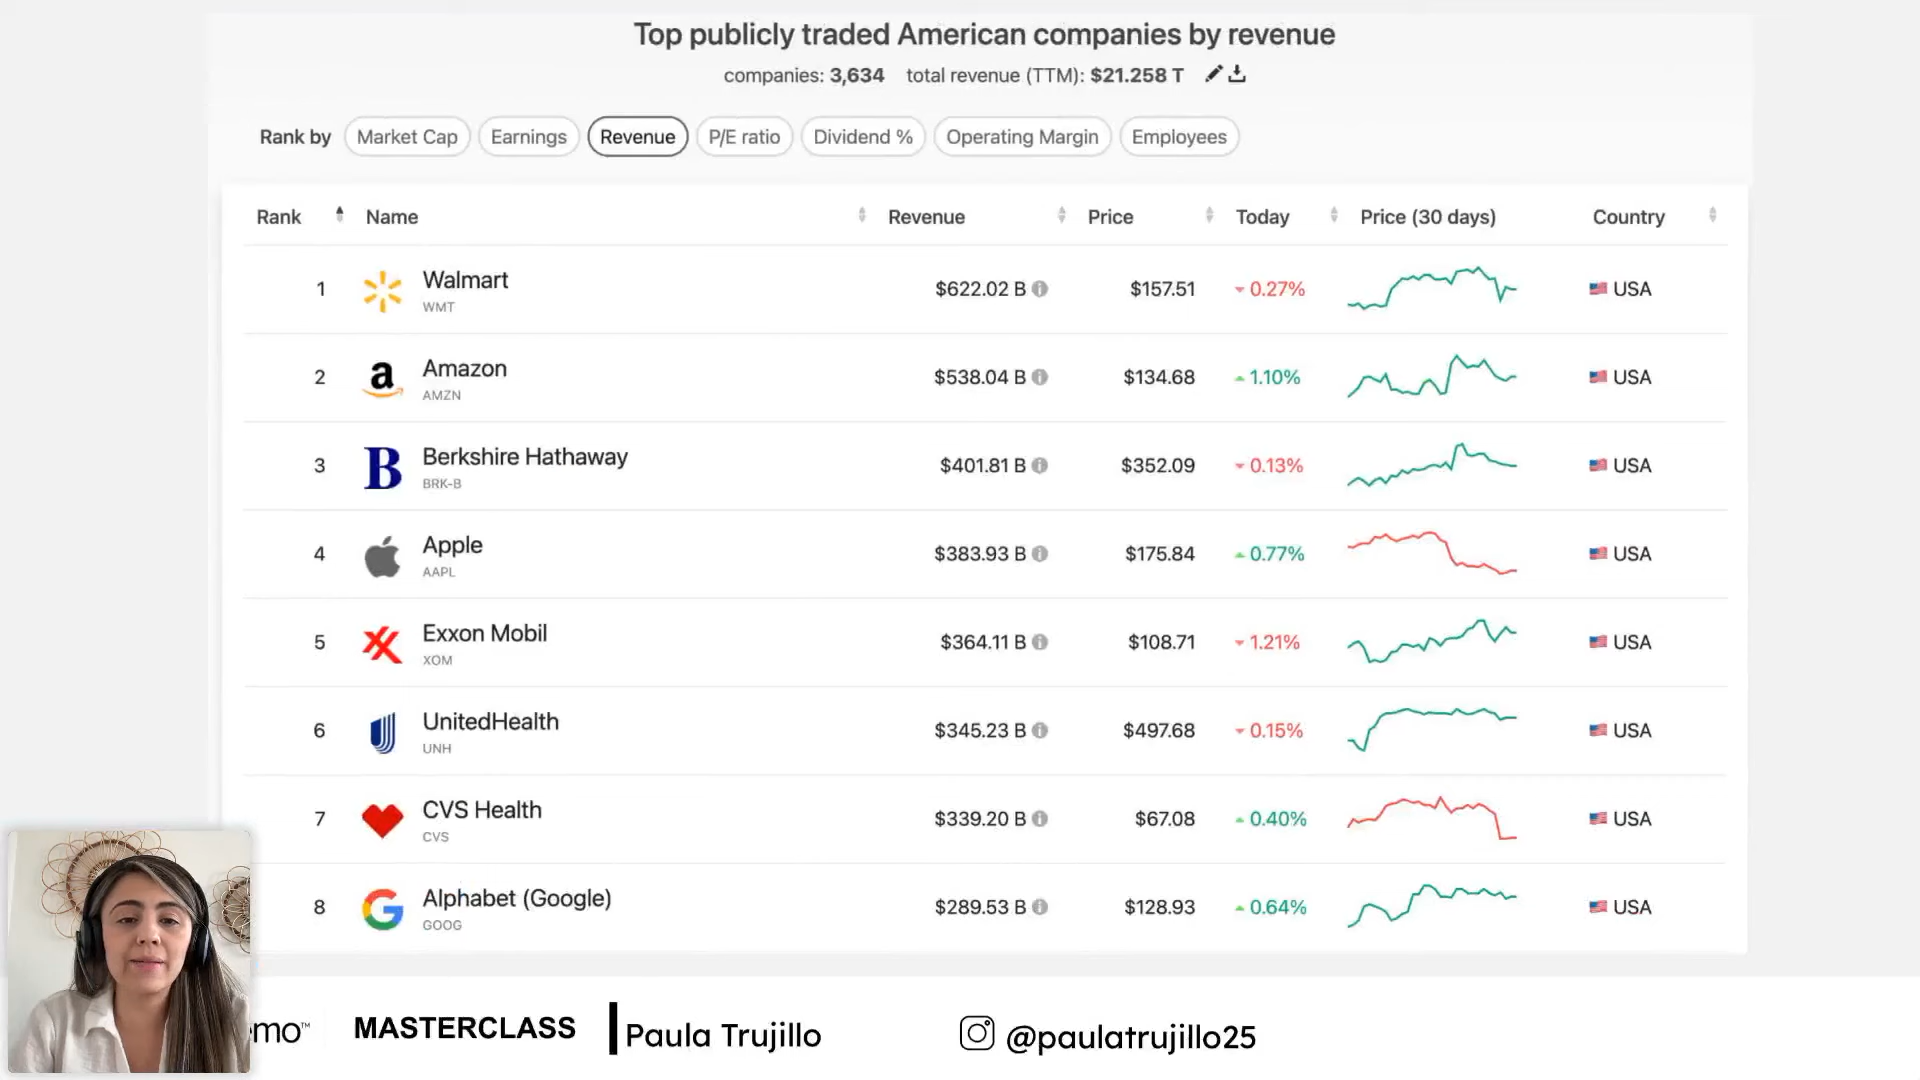 Top publicly traded American companies by revenue
companies: 3,634 total revenue (TTM): $21.258 T
Rank by Market Cap Earnings Revenue P/E ratio Dividend % Operating Margin Employees
Rank Name Revenue Price Today Price (30 days) Country
1 Walmart $622.02 B $157.51 0.27% USA
WMT
2 a Amazon $538.04 B $134.68 1.10% USA
AMZN
3 B Berkshire Hathaway $401.81 B $352.09 0.13% USA
BRK-B
4 Apple $383.93 B $175.84 0.77% USA
AAPL
5 Exxon Mobil $364.11 B $108.71 1.21% USA
XOM
6 UnitedHealth $345.23 B $497.68 0.15% USA
UNH
7 CVS Health $339.20 B $67.08 0.40% USA
CVS
8 G Alphabet (Google) $289.53 B $128.93 0.64% USA
GOOG
MASTERCLASS Paula Trujillo @paulatrujillo25